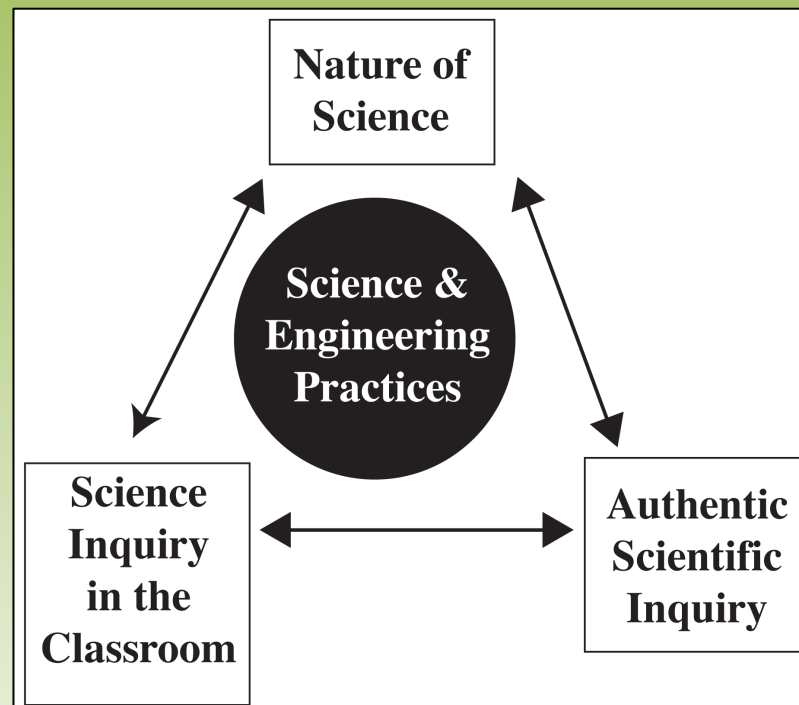 Nature of
Science
Science &
Engineering
Practices
Science
Inquiry
in the
Classroom
Authentic
Scientific
Inquiry